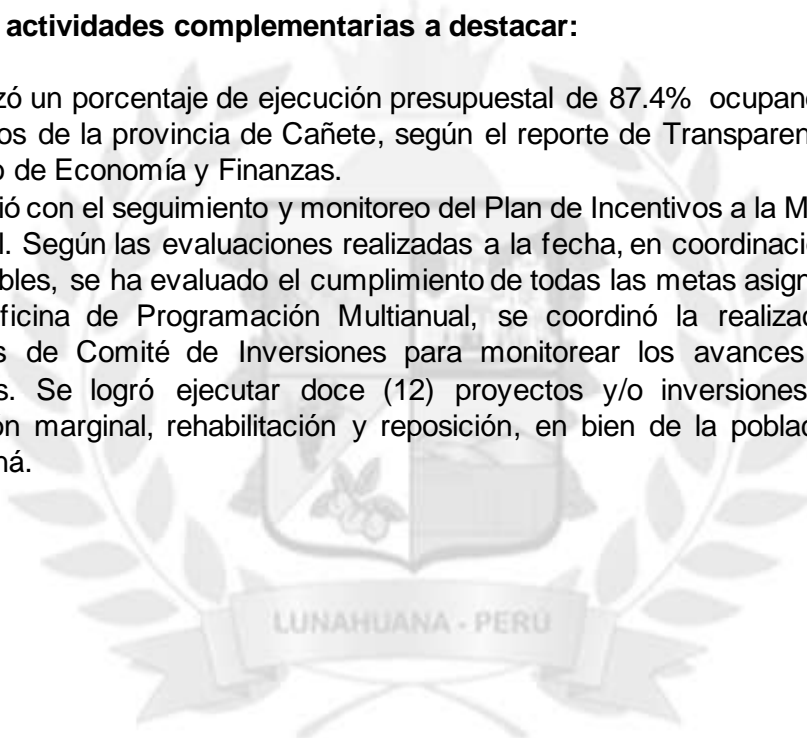 actividades complementarias a destacar:
zó un porcentaje de ejecución presupuestal de 87.4% ocupan
os de la provincia de Cañete, según el reporte de Transparen
o de Economía y Finanzas.
ió con el seguimiento y monitoreo del Plan de Incentivos a la M
l. Según las evaluaciones realizadas a la fecha, en coordinaci
bles, se ha evaluado el cumplimiento de todas las metas asign
ficina de Programación Multianual, se coordinó la realiza
s de Comité de Inversiones para monitorear los avances
s. Se logró ejecutar doce (12) proyectos y/o inversiones
ón marginal, rehabilitación y reposición, en bien de la poblac
ná.
LUNAHUANA - PERÚ